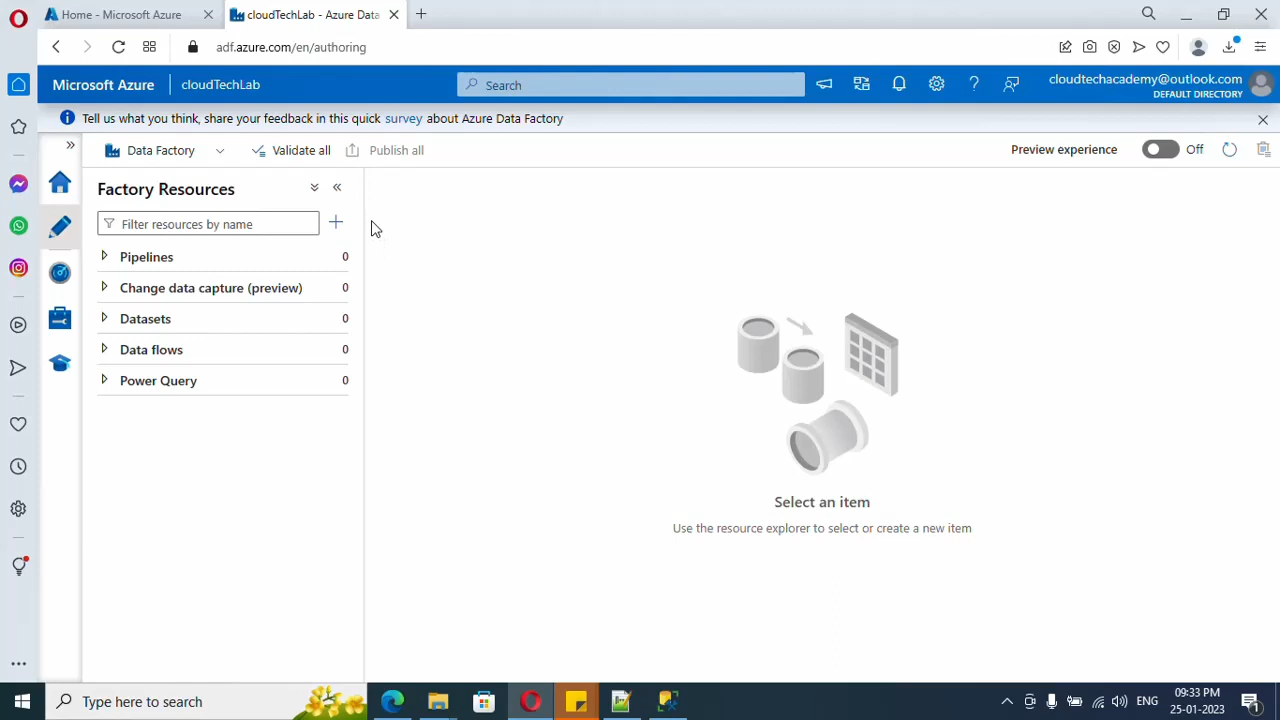 Home - Microsoft Azure
cloudTechLab - Azure Data
adf.azure.com/en/authoring
Microsoft Azure
cloudTechLab
Search
cloudtechacademy@outlook.com
DEFAULT DIRECTORY
Tell us what you think, share your feedback in this quick survey about Azure Data Factory
Data Factory
Validate all
Publish all
Preview experience
Off
Factory Resources
Filter resources by name
Pipelines 0
Change data capture (preview) 0
Datasets 0
Data flows 0
Power Query 0
Select an item
Use the resource explorer to select or create a new item
Type here to search
ENG
09:33 PM
25-01-2023
1